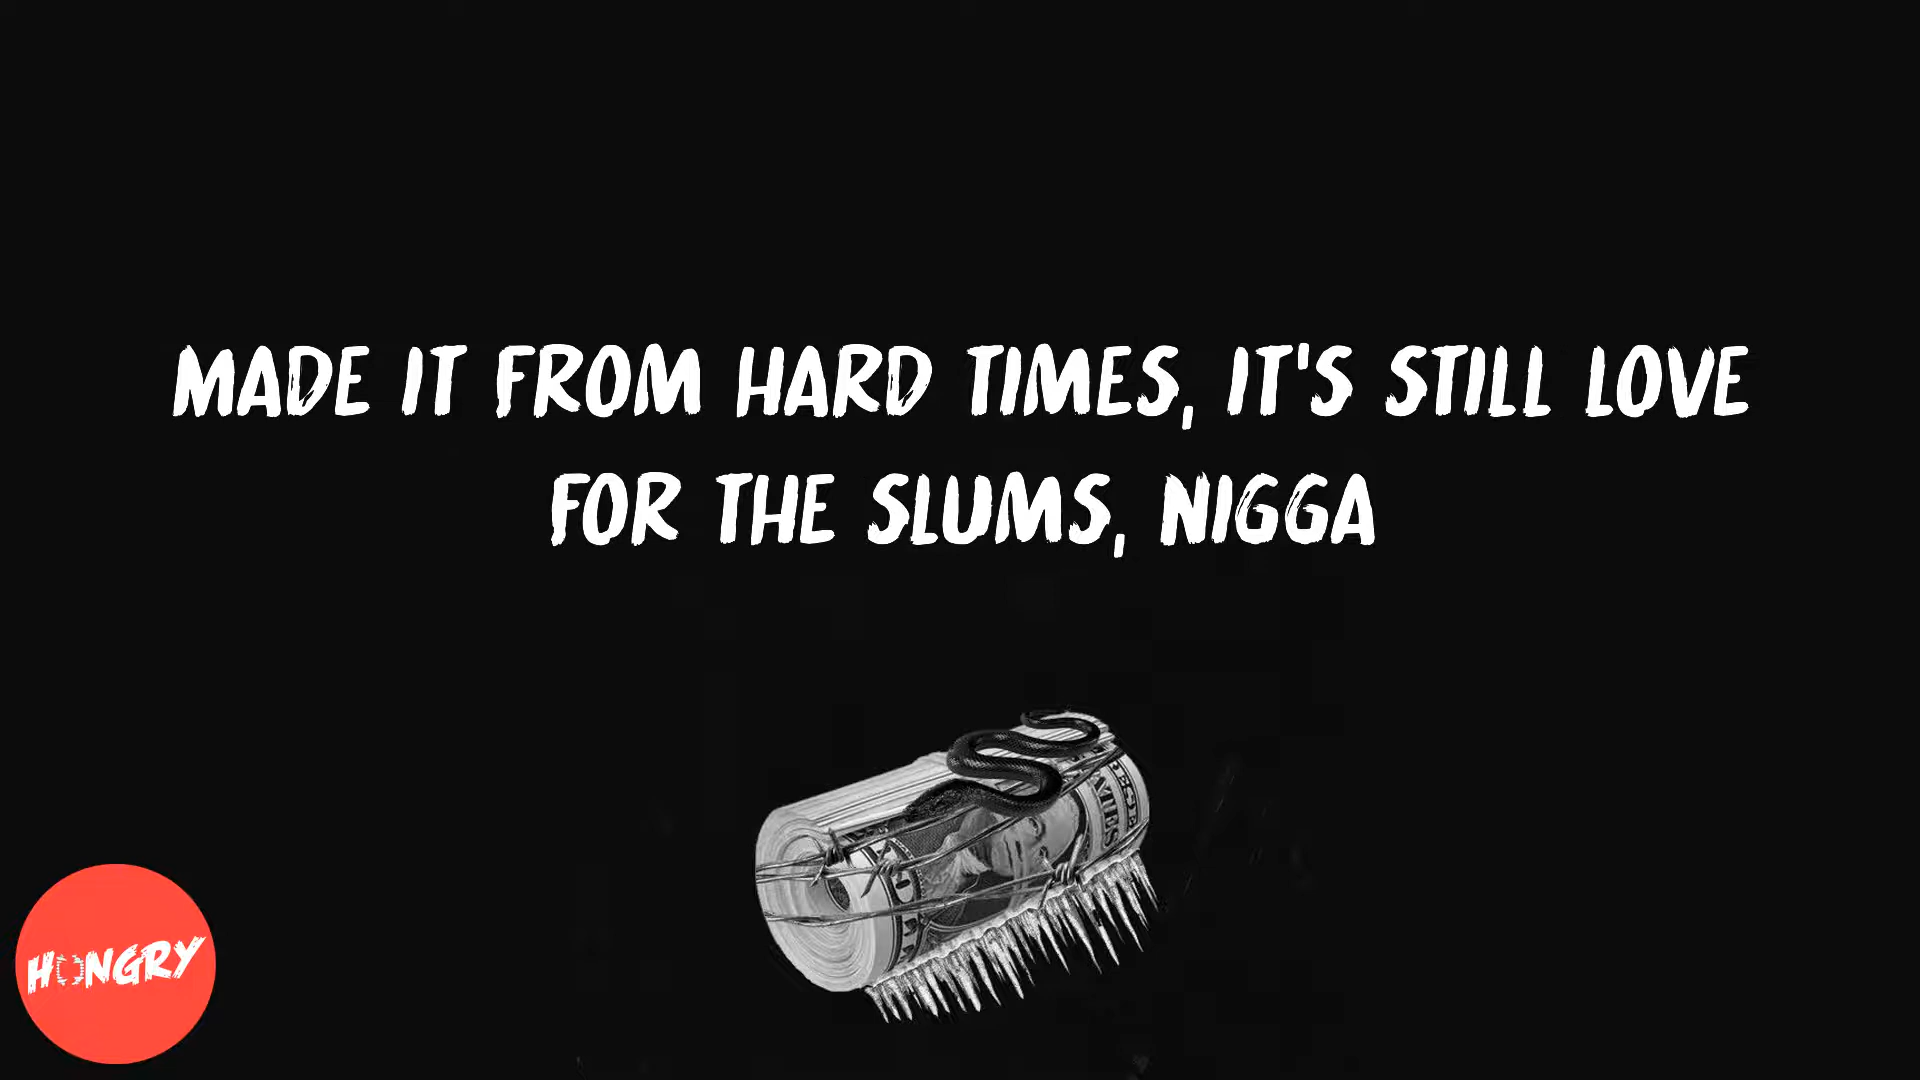 MADE IT FROM HARD TIMES, IT'S STILL LOVE
FOR THE SLUMS, NIGGA
HUNGRY